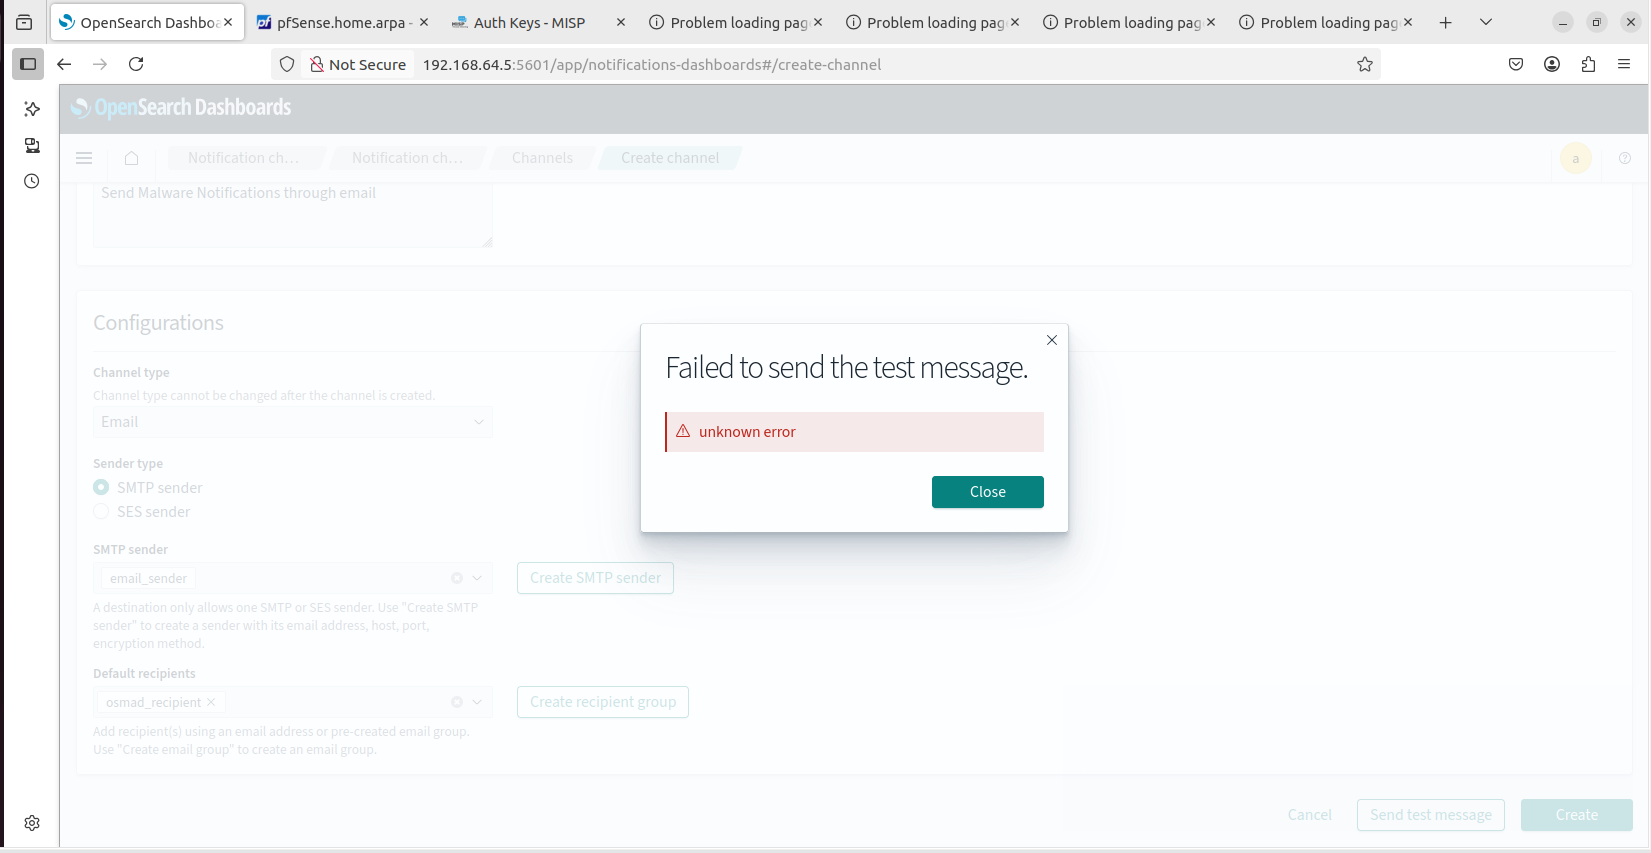 OpenSearch Dashboa
pfSense.home.arpa -
Auth Keys - MISP
Problem loading pag
Problem loading pag
Problem loading pag
Problem loading pag
Not Secure
192.168.64.5:5601/app/notifications-dashboards#/create-channel
OpenSearch Dashboards
Notification ch...
Notification ch...
Channels
Create channel
a
Send Malware Notifications through email
Configurations
Channel type
Channel type cannot be changed after the channel is created.
Email
Sender type
SMTP sender
SES sender
SMTP sender
email_sender
Create SMTP sender
A destination only allows one SMTP or SES sender. Use "Create SMTP
sender" to create a sender with its email address, host, port,
encryption method.
Default recipients
osmad_recipient
Create recipient group
Add recipient(s) using an email address or pre-created email group.
Use "Create email group" to create an email group.
Failed to send the test message.
unknown error
Close
Cancel
Send test message
Create